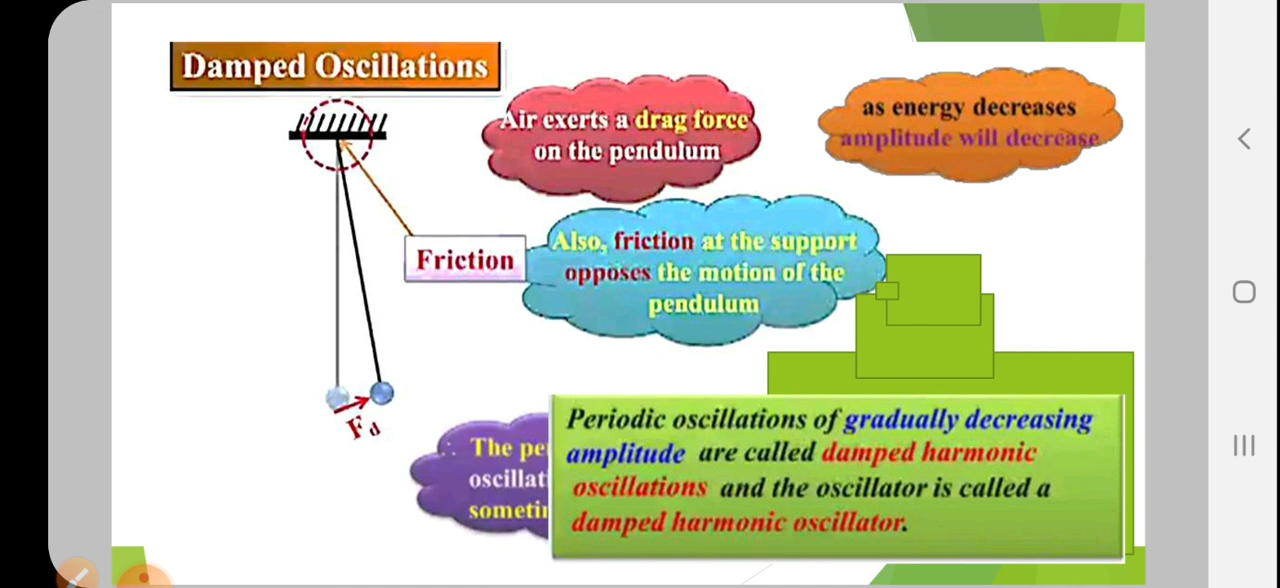 Damped Oscillations
Air exerts a drag force
on the pendulum
as energy decreases
amplitude will decrease
Friction
Also, friction at the support
opposes the motion of the
pendulum
F d
∴ The
Periodic oscillations of gradually decreasing
amplitude are called damped harmonic
oscillations and the oscillator is called a
damped harmonic oscillator.